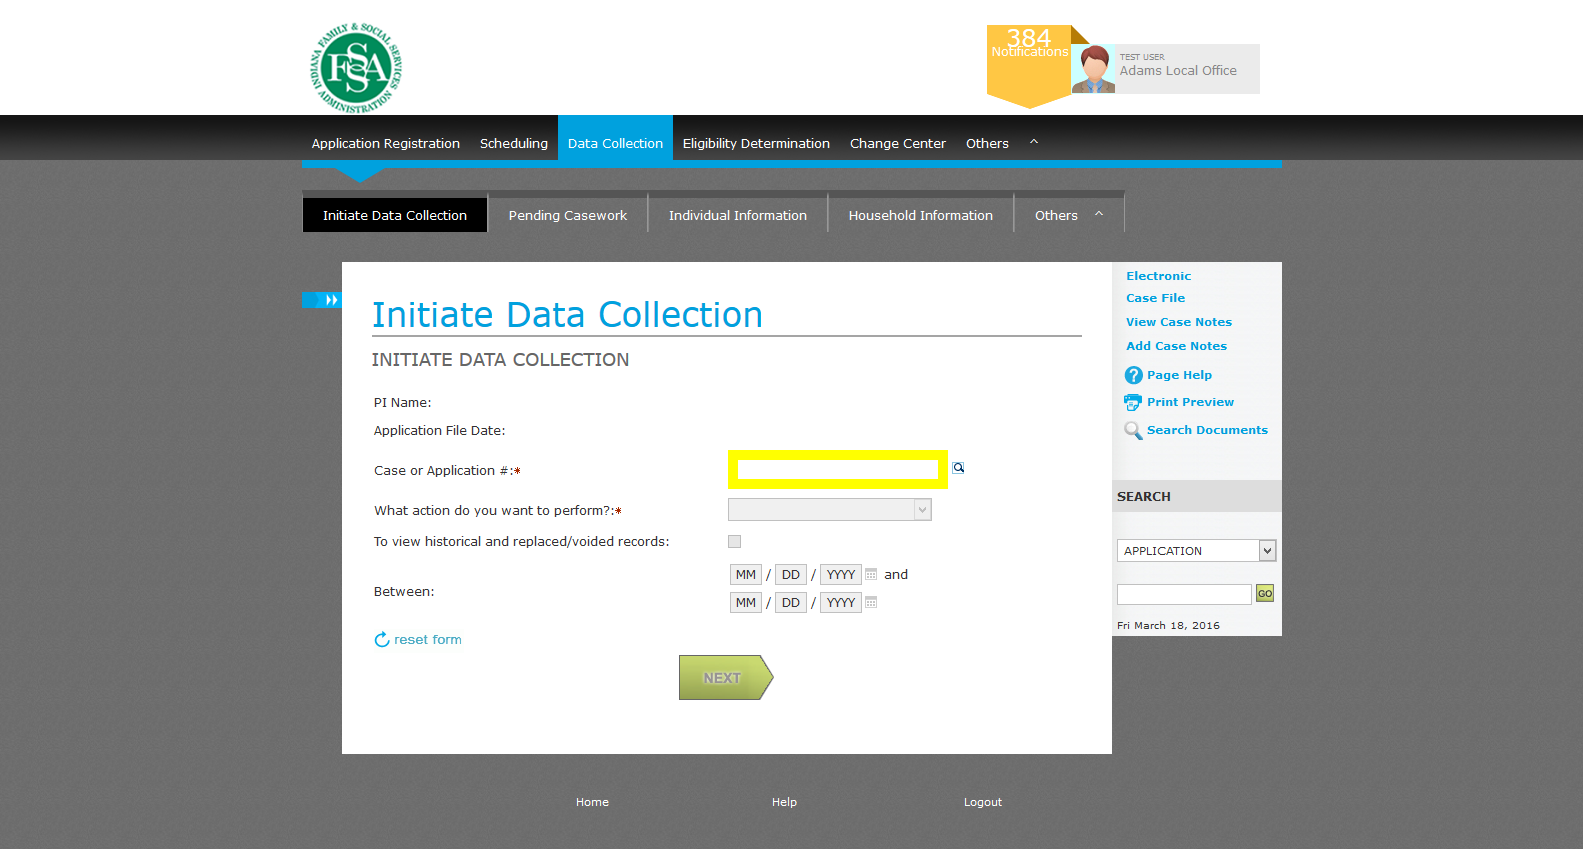 INDIANA FAMILY & SOCIAL SERVICES ADMINISTRATION
FSSA
384
Notifications
TEST USER
Adams Local Office
Application Registration Scheduling Data Collection Eligibility Determination Change Center Others
Initiate Data Collection Pending Casework Individual Information Household Information Others
Initiate Data Collection
INITIATE DATA COLLECTION
PI Name:
Application File Date:
Case or Application #:*
What action do you want to perform?:*
To view historical and replaced/voided records:
Between:
MM / DD / YYYY and
MM / DD / YYYY
reset form
NEXT
Electronic
Case File
View Case Notes
Add Case Notes
Page Help
Print Preview
Search Documents
SEARCH
APPLICATION
GO
Fri March 18, 2016
Home Help Logout